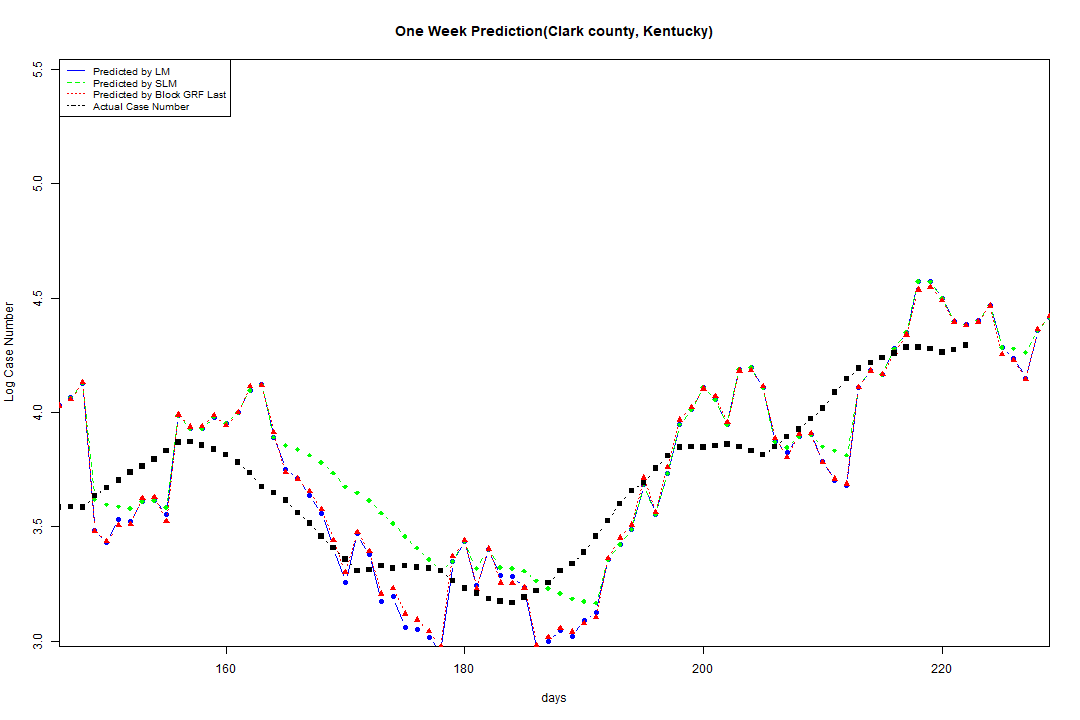 One Week Prediction(Clark county, Kentucky)
Predicted by LM
Predicted by SLM
Predicted by Block GRF Last
Actual Case Number
5.5
5.0
4.5
4.0
3.5
3.0
Log Case Number
160 180 200 220
days